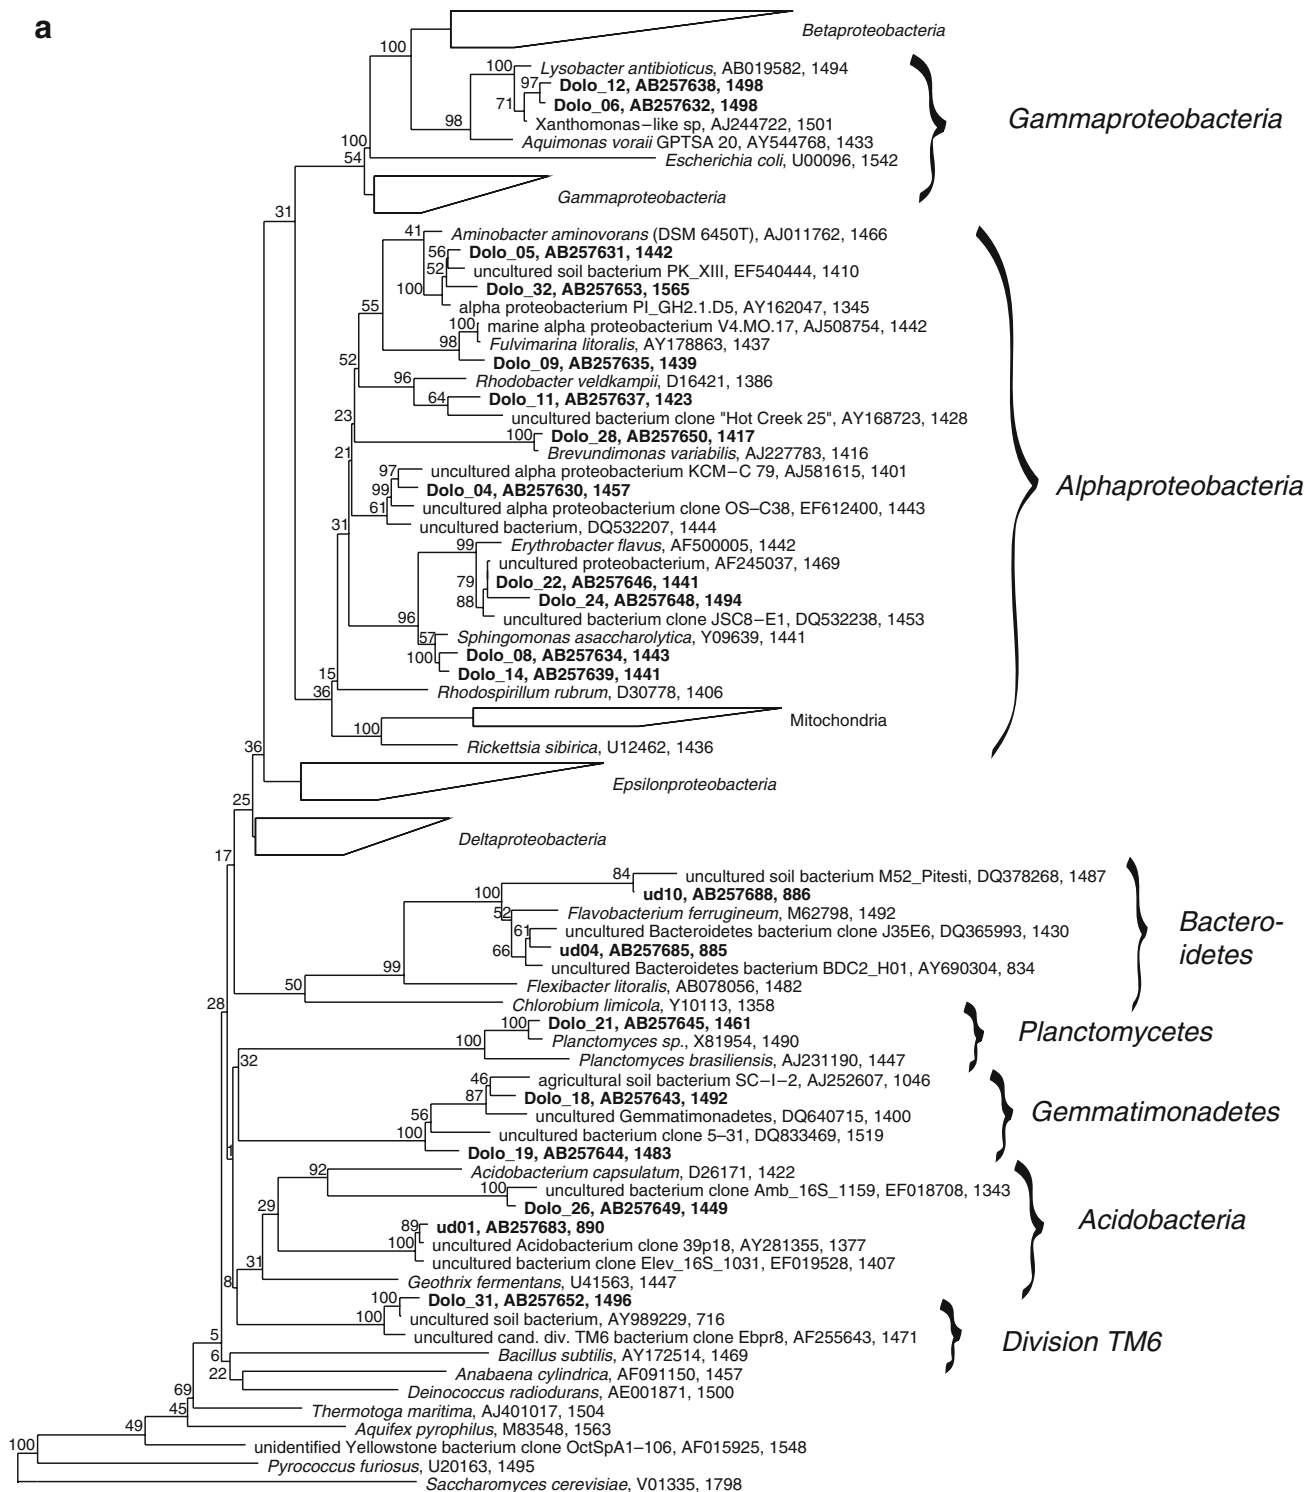 a
Betaproteobacteria
100
Lysobacter antibioticus, AB019582, 1494
100
97
Dolo_12, AB257638, 1498
Dolo_06, AB257632, 1498
71
Xanthomonas–like sp, AJ244722, 1501
98
Aquimonas voraii GPTSA 20, AY544768, 1433
100
54
Escherichia coli, U00096, 1542
Gammaproteobacteria
Gammaproteobacteria
31
41
Aminobacter aminovorans (DSM 6450T), AJ011762, 1466
56
Dolo_05, AB257631, 1442
52
uncultured soil bacterium PK_XIII, EF540444, 1410
100
Dolo_32, AB257653, 1565
55
alpha proteobacterium PI_GH2.1.D5, AY162047, 1345
100
marine alpha proteobacterium V4.MO.17, AJ508754, 1442
98
Fulvimarina litoralis, AY178863, 1437
52
Dolo_09, AB257635, 1439
96
Rhodobacter veldkampii, D16421, 1386
64
Dolo_11, AB257637, 1423
23
uncultured bacterium clone "Hot Creek 25", AY168723, 1428
100
Dolo_28, AB257650, 1417
21
Brevundimonas variabilis, AJ227783, 1416
97
uncultured alpha proteobacterium KCM–C 79, AJ581615, 1401
99
Dolo_04, AB257630, 1457
Alphaproteobacteria
61
uncultured alpha proteobacterium clone OS–C38, EF612400, 1443
31
uncultured bacterium, DQ532207, 1444
99
Erythrobacter flavus, AF500005, 1442
uncultured proteobacterium, AF245037, 1469
79
Dolo_22, AB257646, 1441
88
Dolo_24, AB257648, 1494
96
uncultured bacterium clone JSC8–E1, DQ532238, 1453
57
Sphingomonas asaccharolytica, Y09639, 1441
100
Dolo_08, AB257634, 1443
15
Dolo_14, AB257639, 1441
36
Rhodospirillum rubrum, D30778, 1406
Mitochondria
100
Rickettsia sibirica, U12462, 1436
36
Epsilonproteobacteria
25
Deltaproteobacteria
17
84
uncultured soil bacterium M52_Pitesti, DQ378268, 1487
100
ud10, AB257688, 886
52
Flavobacterium ferrugineum, M62798, 1492
61
uncultured Bacteroidetes bacterium clone J35E6, DQ365993, 1430
66
ud04, AB257685, 885
Bactero-
idetes
99
uncultured Bacteroidetes bacterium BDC2_H01, AY690304, 834
50
Flexibacter litoralis, AB078056, 1482
28
Chlorobium limicola, Y10113, 1358
100
Dolo_21, AB257645, 1461
100
Planctomyces sp., X81954, 1490
Planctomycetes
32
Planctomyces brasiliensis, AJ231190, 1447
46
agricultural soil bacterium SC–I–2, AJ252607, 1046
87
Dolo_18, AB257643, 1492
56
uncultured Gemmatimonadetes, DQ640715, 1400
Gemmatimonadetes
100
uncultured bacterium clone 5–31, DQ833469, 1519
1
Dolo_19, AB257644, 1483
92
Acidobacterium capsulatum, D26171, 1422
100
uncultured bacterium clone Amb_16S_1159, EF018708, 1343
29
Dolo_26, AB257649, 1449
89
ud01, AB257683, 890
Acidobacteria
100
uncultured Acidobacterium clone 39p18, AY281355, 1377
31
uncultured bacterium clone Elev_16S_1031, EF019528, 1407
8
Geothrix fermentans, U41563, 1447
100
Dolo_31, AB257652, 1496
100
uncultured soil bacterium, AY989229, 716
5
uncultured cand. div. TM6 bacterium clone Ebpr8, AF255643, 1471
Division TM6
6
Bacillus subtilis, AY172514, 1469
22
Anabaena cylindrica, AF091150, 1457
69
Deinococcus radiodurans, AE001871, 1500
45
Thermotoga maritima, AJ401017, 1504
49
Aquifex pyrophilus, M83548, 1563
100
unidentified Yellowstone bacterium clone OctSpA1–106, AF015925, 1548
Pyrococcus furiosus, U20163, 1495
Saccharomyces cerevisiae, V01335, 1798